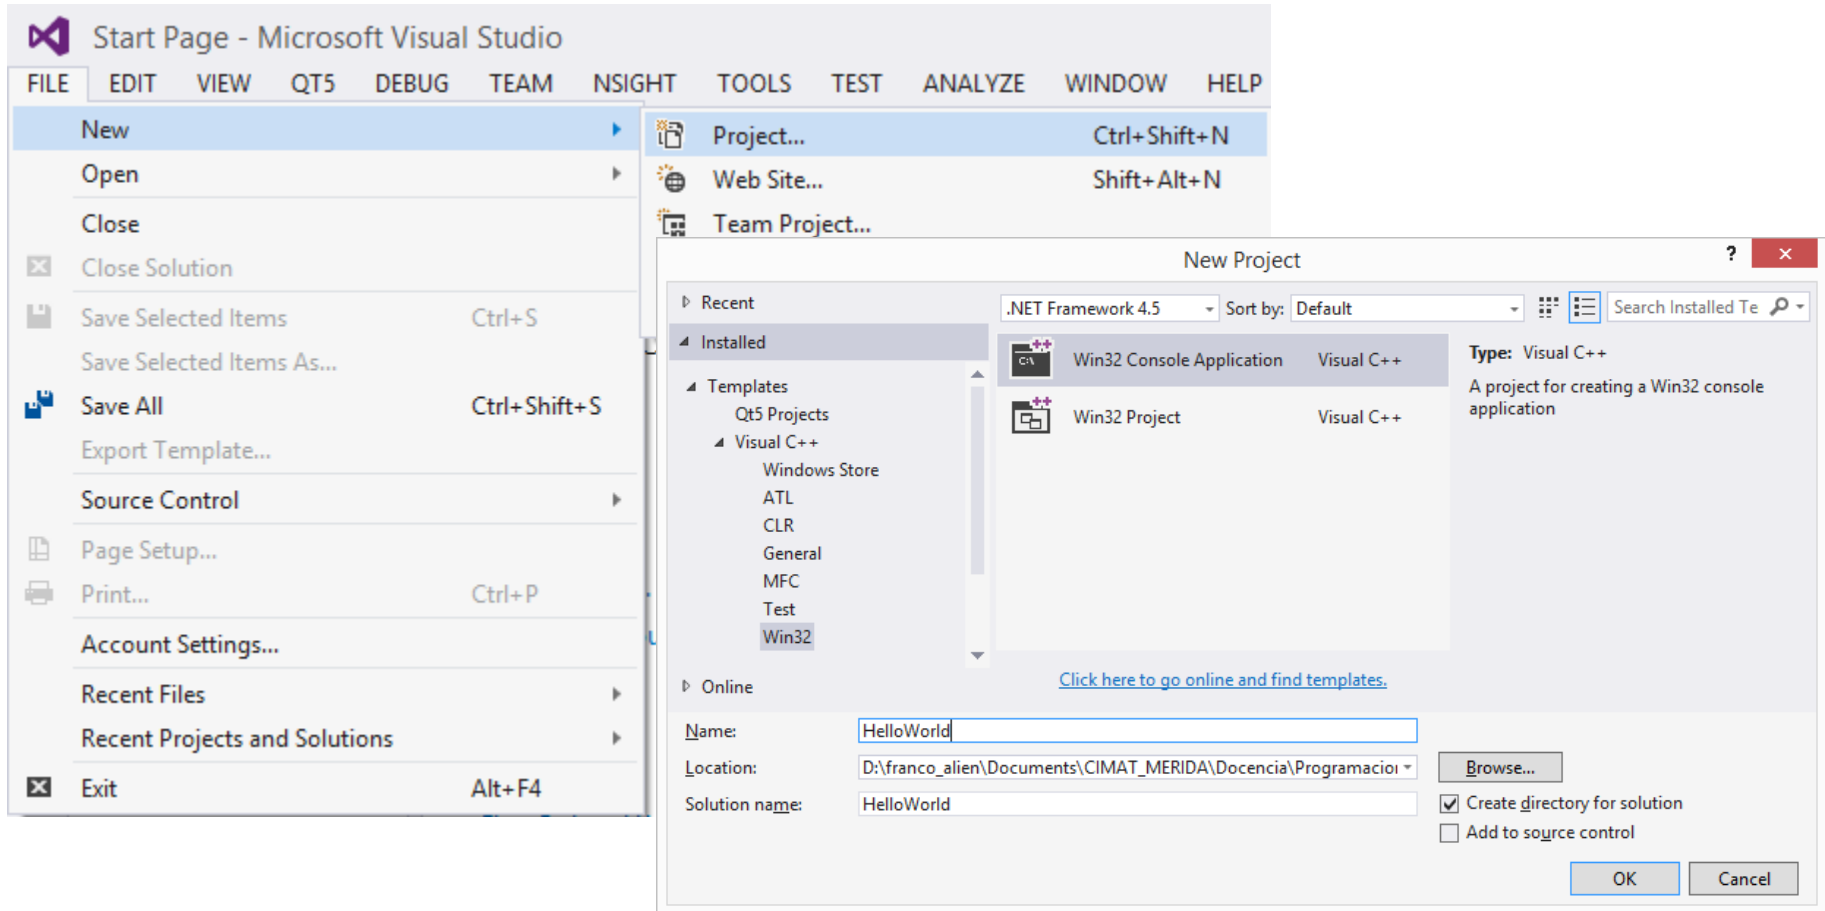 Start Page - Microsoft Visual Studio
FILE EDIT VIEW QT5 DEBUG TEAM NSIGHT TOOLS TEST ANALYZE WINDOW HELP
New
Open
Close
Close Solution
Save Selected Items Ctrl+S
Save Selected Items As...
Save All Ctrl+Shift+S
Export Template...
Source Control
Page Setup...
Print... Ctrl+P
Account Settings...
Recent Files
Recent Projects and Solutions
Exit Alt+F4
Project... Ctrl+Shift+N
Web Site... Shift+Alt+N
Team Project...
New Project
? ×
Recent
Installed
Templates
Qt5 Projects
Visual C++
Windows Store
ATL
CLR
General
MFC
Test
Win32
Online
.NET Framework 4.5 Sort by: Default Search Installed Te
C:\ ++ Win32 Console Application Visual C++
++ Win32 Project Visual C++
Click here to go online and find templates.
Type: Visual C++
A project for creating a Win32 console
application
Name: HelloWorld
Location: D:\franco_alien\Documents\CIMAT_MERIDA\Docencia\Programacion Browse...
Solution name: HelloWorld
Create directory for solution
Add to source control
OK Cancel